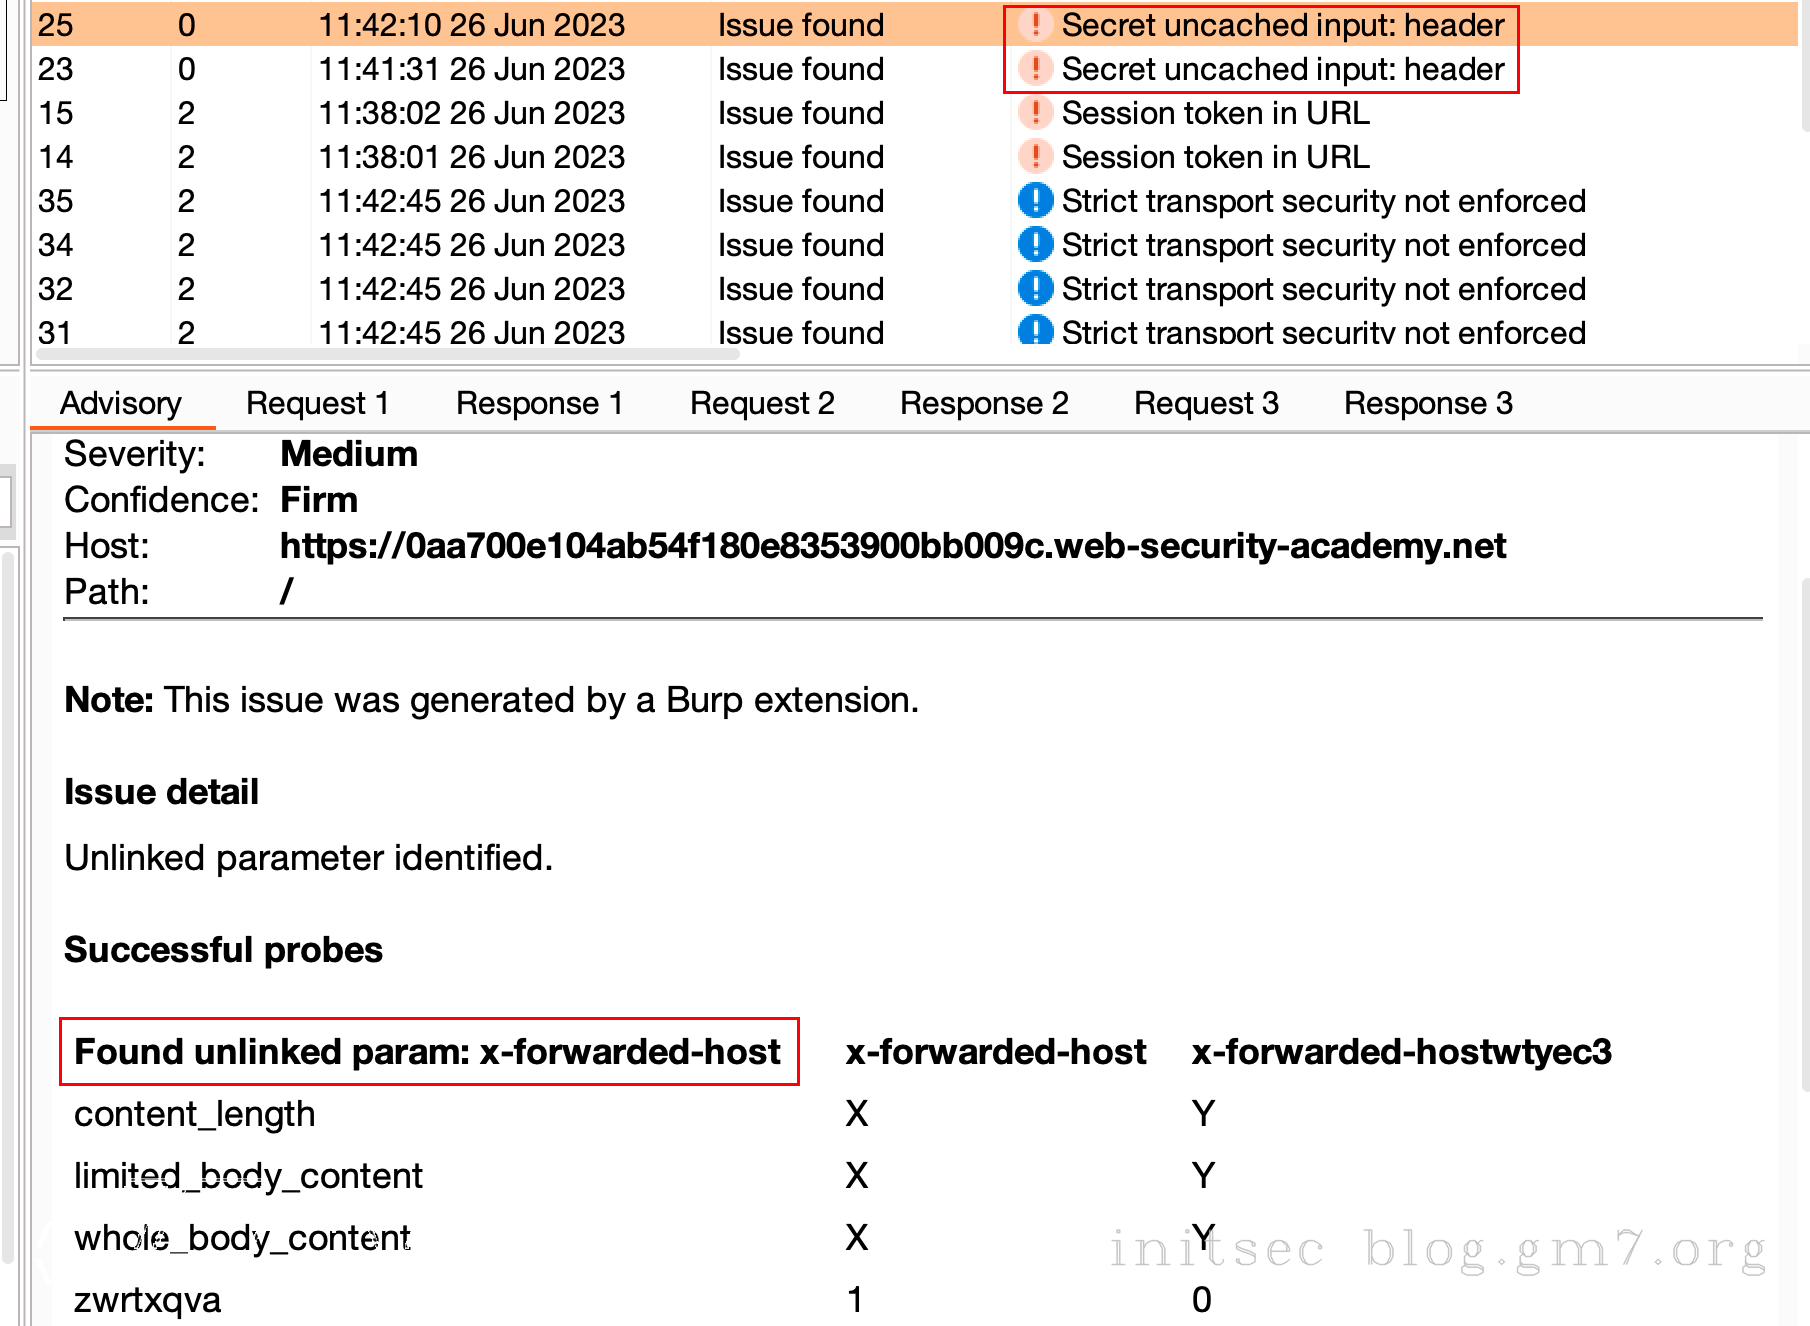 25 0 11:42:10 26 Jun 2023 Issue found Secret uncached input: header
23 0 11:41:31 26 Jun 2023 Issue found Secret uncached input: header
15 2 11:38:02 26 Jun 2023 Issue found Session token in URL
14 2 11:38:01 26 Jun 2023 Issue found Session token in URL
35 2 11:42:45 26 Jun 2023 Issue found Strict transport security not enforced
34 2 11:42:45 26 Jun 2023 Issue found Strict transport security not enforced
32 2 11:42:45 26 Jun 2023 Issue found Strict transport security not enforced
31 2 11:42:45 26 Jun 2023 Issue found Strict transport security not enforced
Advisory Request 1 Response 1 Request 2 Response 2 Request 3 Response 3
Severity: Medium
Confidence: Firm
Host: https://0aa700e104ab54f180e8353900bb009c.web-security-academy.net
Path: /
Note: This issue was generated by a Burp extension.
Issue detail
Unlinked parameter identified.
Successful probes
Found unlinked param: x-forwarded-host x-forwarded-host x-forwarded-hostwtyec3
content_length X Y
limited_body_content X Y
whole_body_content X Y
initsec blog.gm7.org
zwrtxqva 1 0